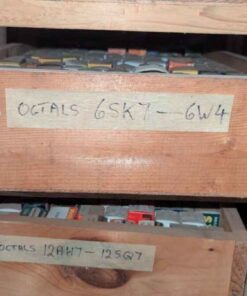 OCTALS 6SK7 — 6W4
OCTALS 12AH7 - 12SQ7